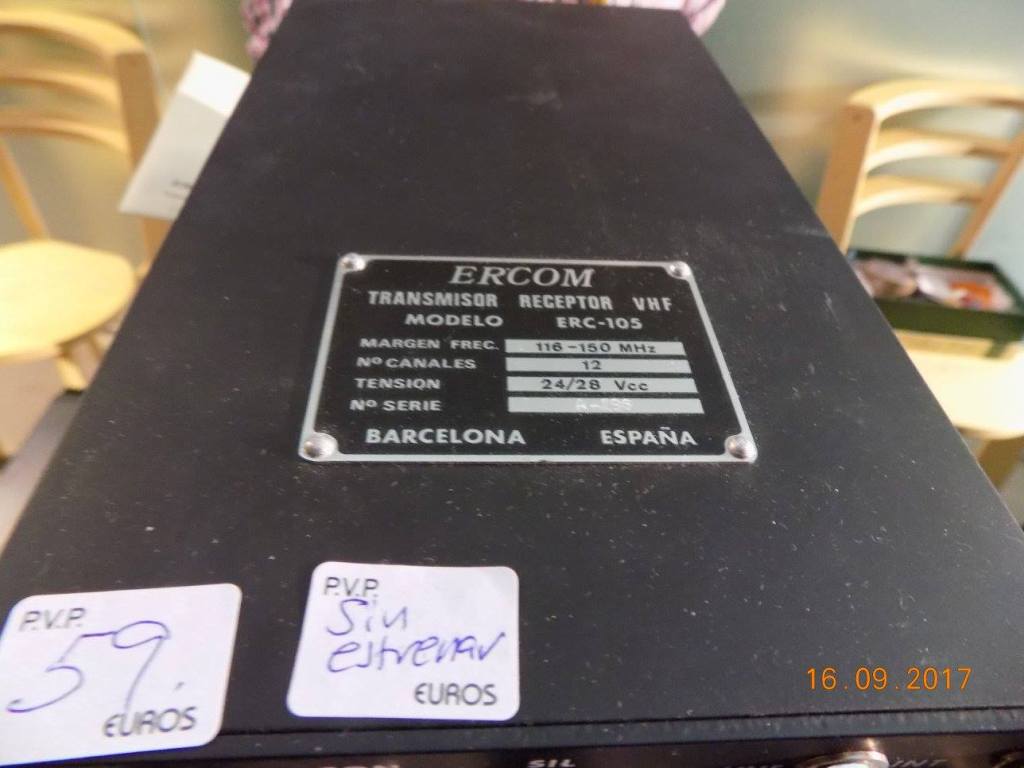 ERCOM
TRANSMISOR RECEPTOR VHF
MODELO ERC-105
MARGEN FREC. 116-150 MHz
Nº CANALES 12
TENSION 24/28 Vcc
Nº SERIE
BARCELONA ESPAÑA
P.V.P.
59.
EUROS
P.V.P.
Sin
estrenar
EUROS
16.09.2017
SIL